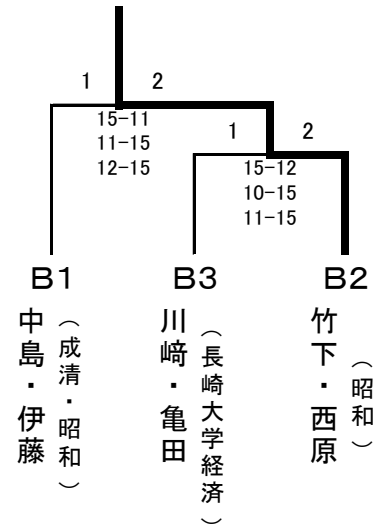 1 2
15-11
11-15
12-15
1 2
15-12
10-15
11-15
B1 B3 B2
中島・伊藤
（成清・昭和）
川﨑・亀田
（長崎大学経済）
竹下・西原
（昭和）